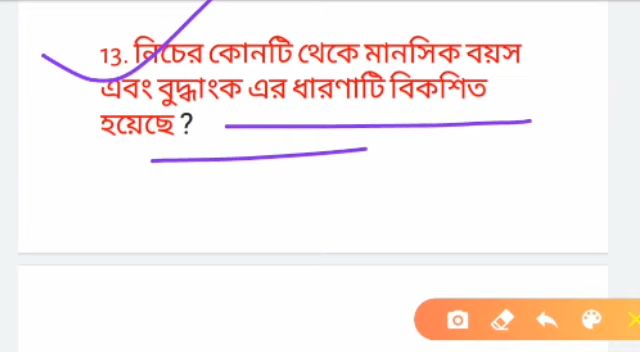 13. নিচের কোনটি থেকে মানসিক বয়স
এবং বুদ্ধাংক এর ধারণাটি বিকশিত
হয়েছে ?